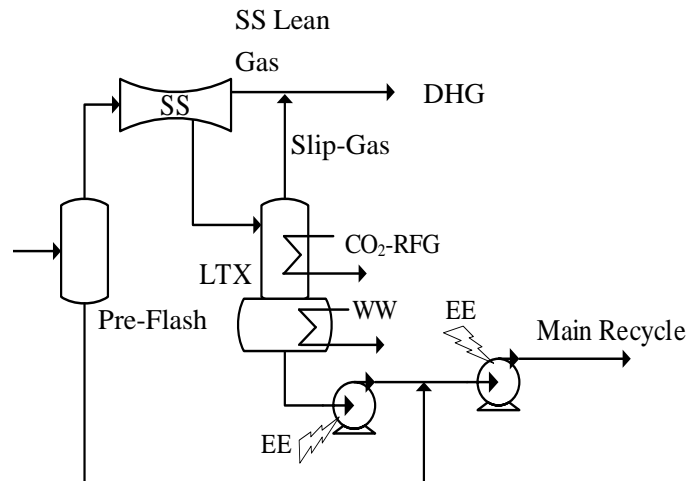 SS Lean
Gas
SS
DHG
Slip-Gas
CO₂-RFG
LTX
WW
Pre-Flash
EE
Main Recycle
EE